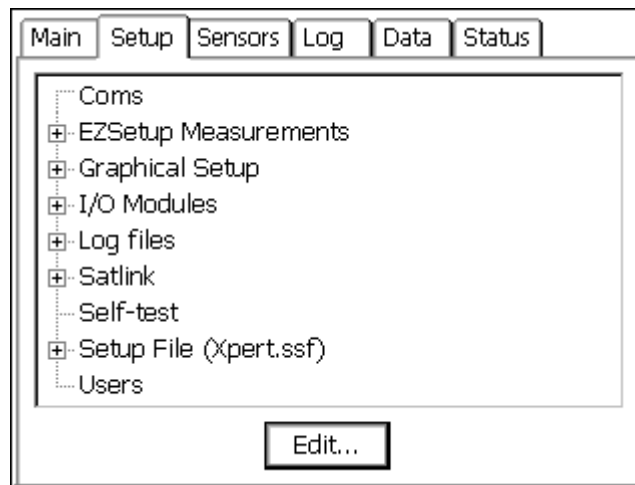 Main Setup Sensors Log Data Status
Coms
EZSetup Measurements
Graphical Setup
I/O Modules
Log files
Satlink
Self-test
Setup File (Xpert.ssf)
Users
Edit...